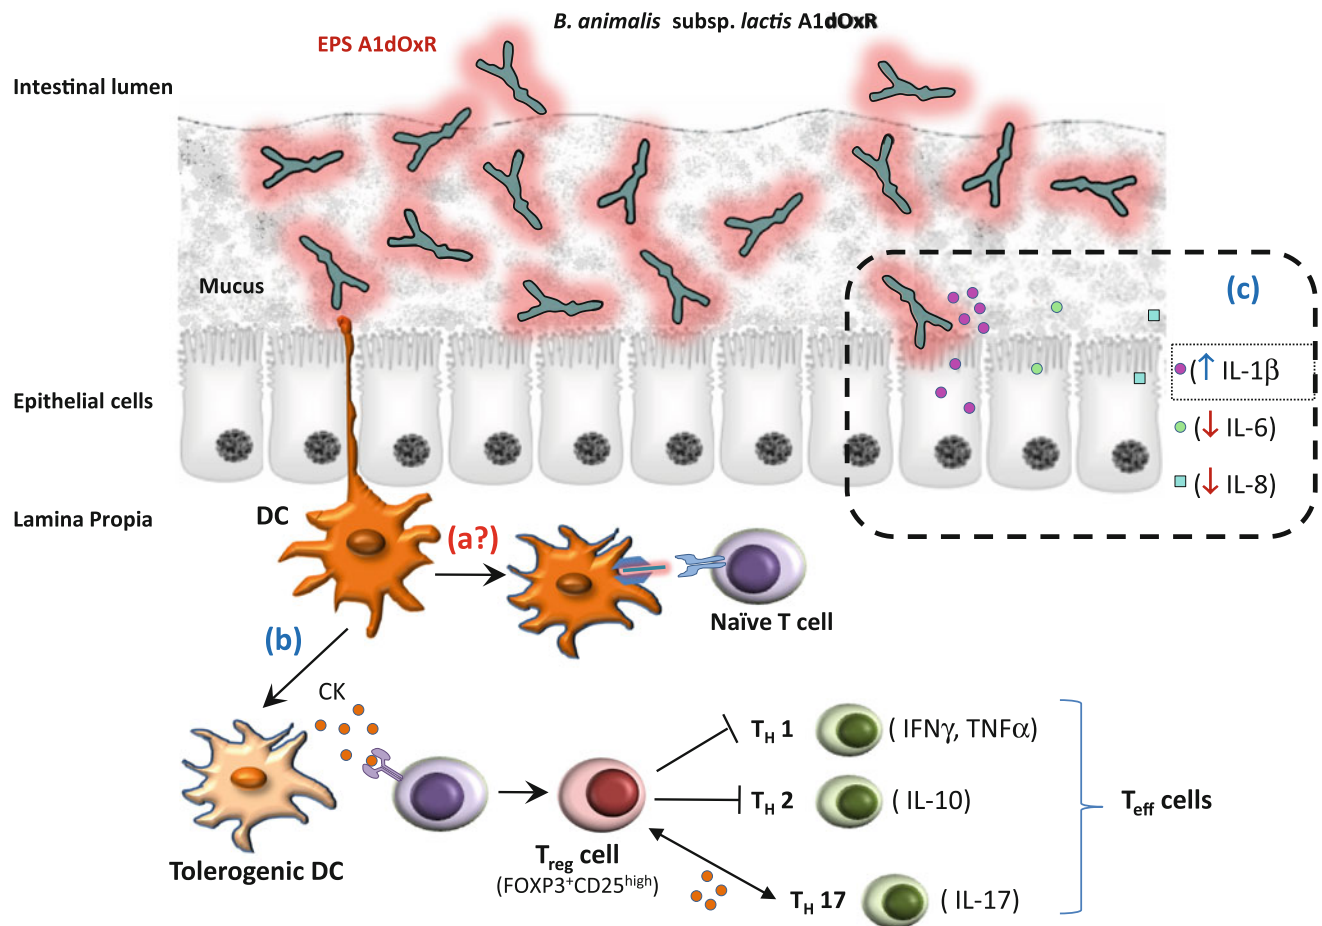 B. animalis subsp. lactis A1dOxR
EPS A1dOxR
Intestinal lumen
Mucus
(c)
(↑ IL-1β
Epithelial cells
(↓ IL-6)
(↓ IL-8)
Lamina Propia
DC
(a?)
Naïve T cell
(b)
CK
TH 1 ( IFNγ, TNFα)
TH 2 ( IL-10)
Teff cells
Tolerogenic DC
Treg cell
(FOXP3⁺CD25ʰⁱᵍʰ)
TH 17 ( IL-17)